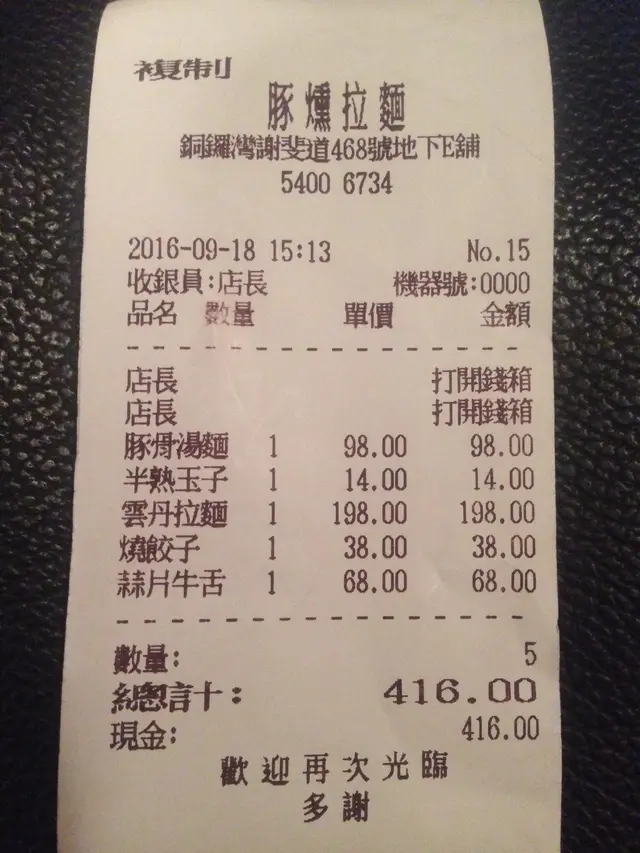 複制
豚燻拉麵
銅鑼灣謝斐道468號地下E舖
5400 6734
2016-09-18 15:13 No.15
收銀員:店長 機器號:0000
品名 數量 單價 金額
店長 打開錢箱
店長 打開錢箱
豚骨湯麵 1 98.00 98.00
半熟玉子 1 14.00 14.00
雲丹拉麵 1 198.00 198.00
燒餃子 1 38.00 38.00
蒜片牛舌 1 68.00 68.00
數量: 5
總計: 416.00
現金: 416.00
歡迎再次光臨
多謝